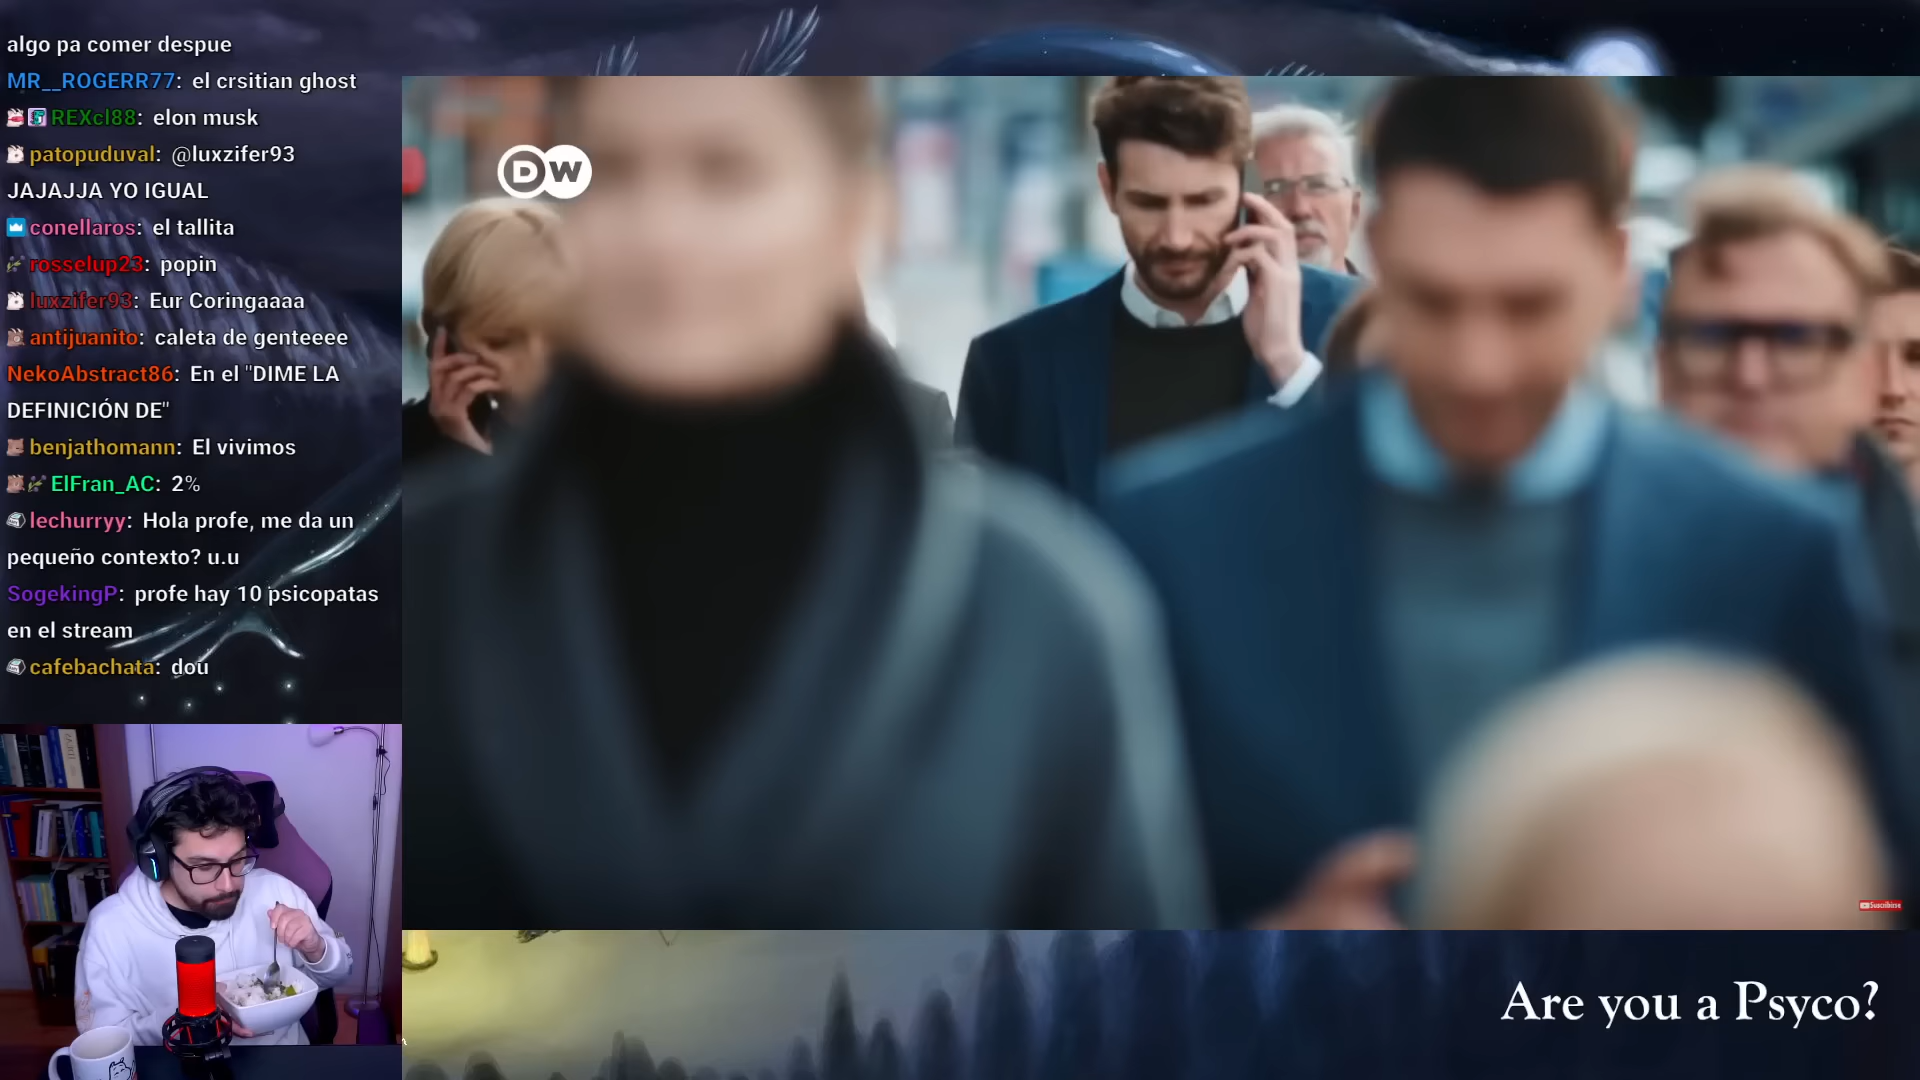 algo pa comer despue
MR__ROGERR77: el crsitian ghost
REXcl88: elon musk
patopuduval: @luxzifer93
JAJAJJA YO IGUAL
conellaros: el tallita
rosselup23: popin
luxzifer93: Eur Coringaaaa
antijuanito: caleta de genteeee
NekoAbstract86: En el "DIME LA
DEFINICIÓN DE"
benjathomann: El vivimos
ElFran_AC: 2%
lechurryy: Hola profe, me da un
pequeño contexto? u.u
SogekingP: profe hay 10 psicopatas
en el stream
cafebachata: dou
DW
Suscribirse
Are you a Psyco?